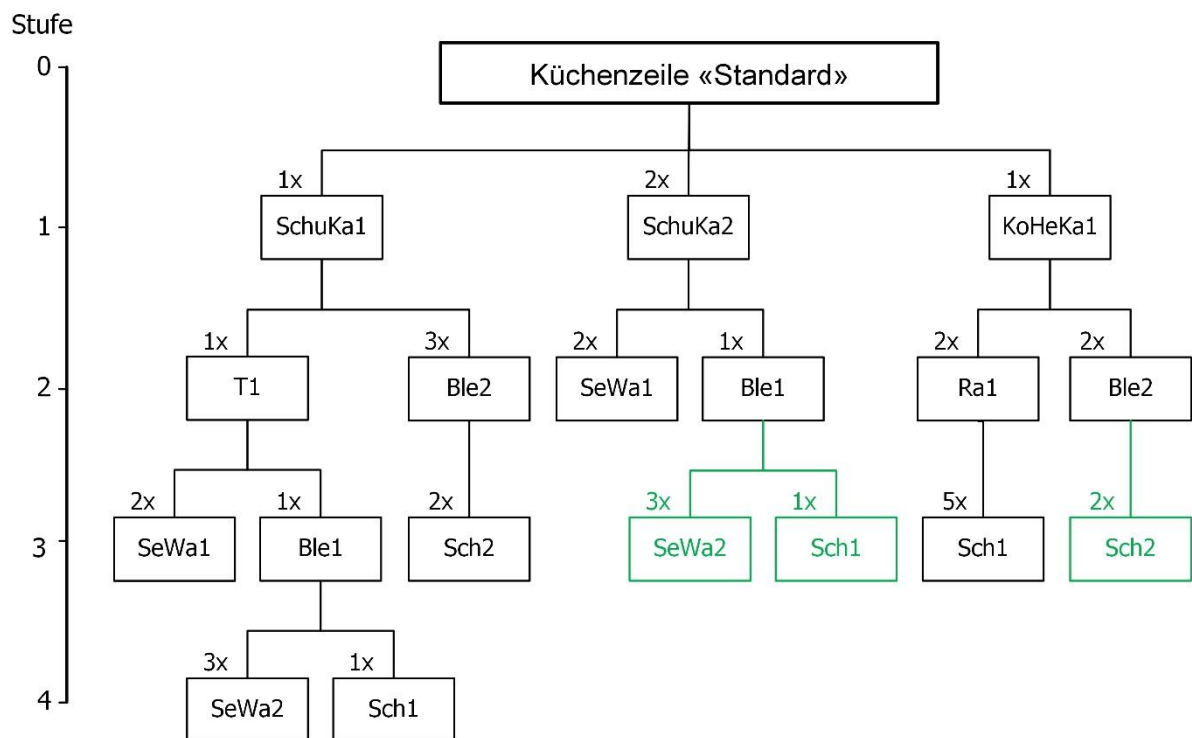 Stufe
0
Küchenzeile «Standard»
1x 2x 1x
1
SchuKa1 SchuKa2 KoHeKa1
1x 3x 2x 1x 2x 2x
2
T1 Ble2 SeWa1 Ble1 Ra1 Ble2
2x 1x 2x 3x 1x 5x 2x
3
SeWa1 Ble1 Sch2 SeWa2 Sch1 Sch1 Sch2
3x 1x
4
SeWa2 Sch1